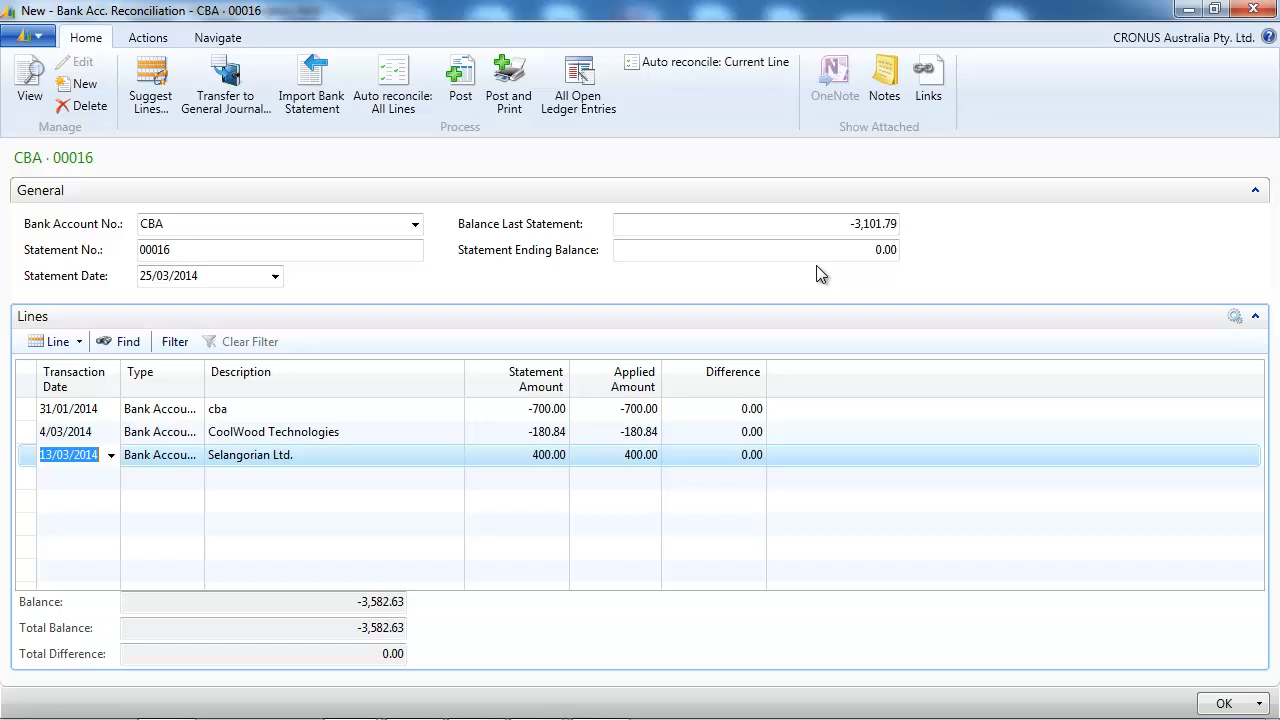 New - Bank Acc. Reconciliation - CBA · 00016
Home Actions Navigate CRONUS Australia Pty. Ltd.
View
Edit
New
Delete
Manage
Suggest Lines...
Transfer to General Journal...
Import Bank Statement
Auto reconcile: All Lines
Post
Post and Print
All Open Ledger Entries
Auto reconcile: Current Line
Process
OneNote
Notes
Links
Show Attached
CBA · 00016
General
Bank Account No.: CBA Balance Last Statement: -3,101.79
Statement No.: 00016 Statement Ending Balance: 0.00
Statement Date: 25/03/2014
Lines
Line Find Filter Clear Filter
Transaction Date Type Description Statement Amount Applied Amount Difference
31/01/2014 Bank Accou... cba -700.00 -700.00 0.00
4/03/2014 Bank Accou... CoolWood Technologies -180.84 -180.84 0.00
13/03/2014 Bank Accou... Selangorian Ltd. 400.00 400.00 0.00
Balance: -3,582.63
Total Balance: -3,582.63
Total Difference: 0.00
OK